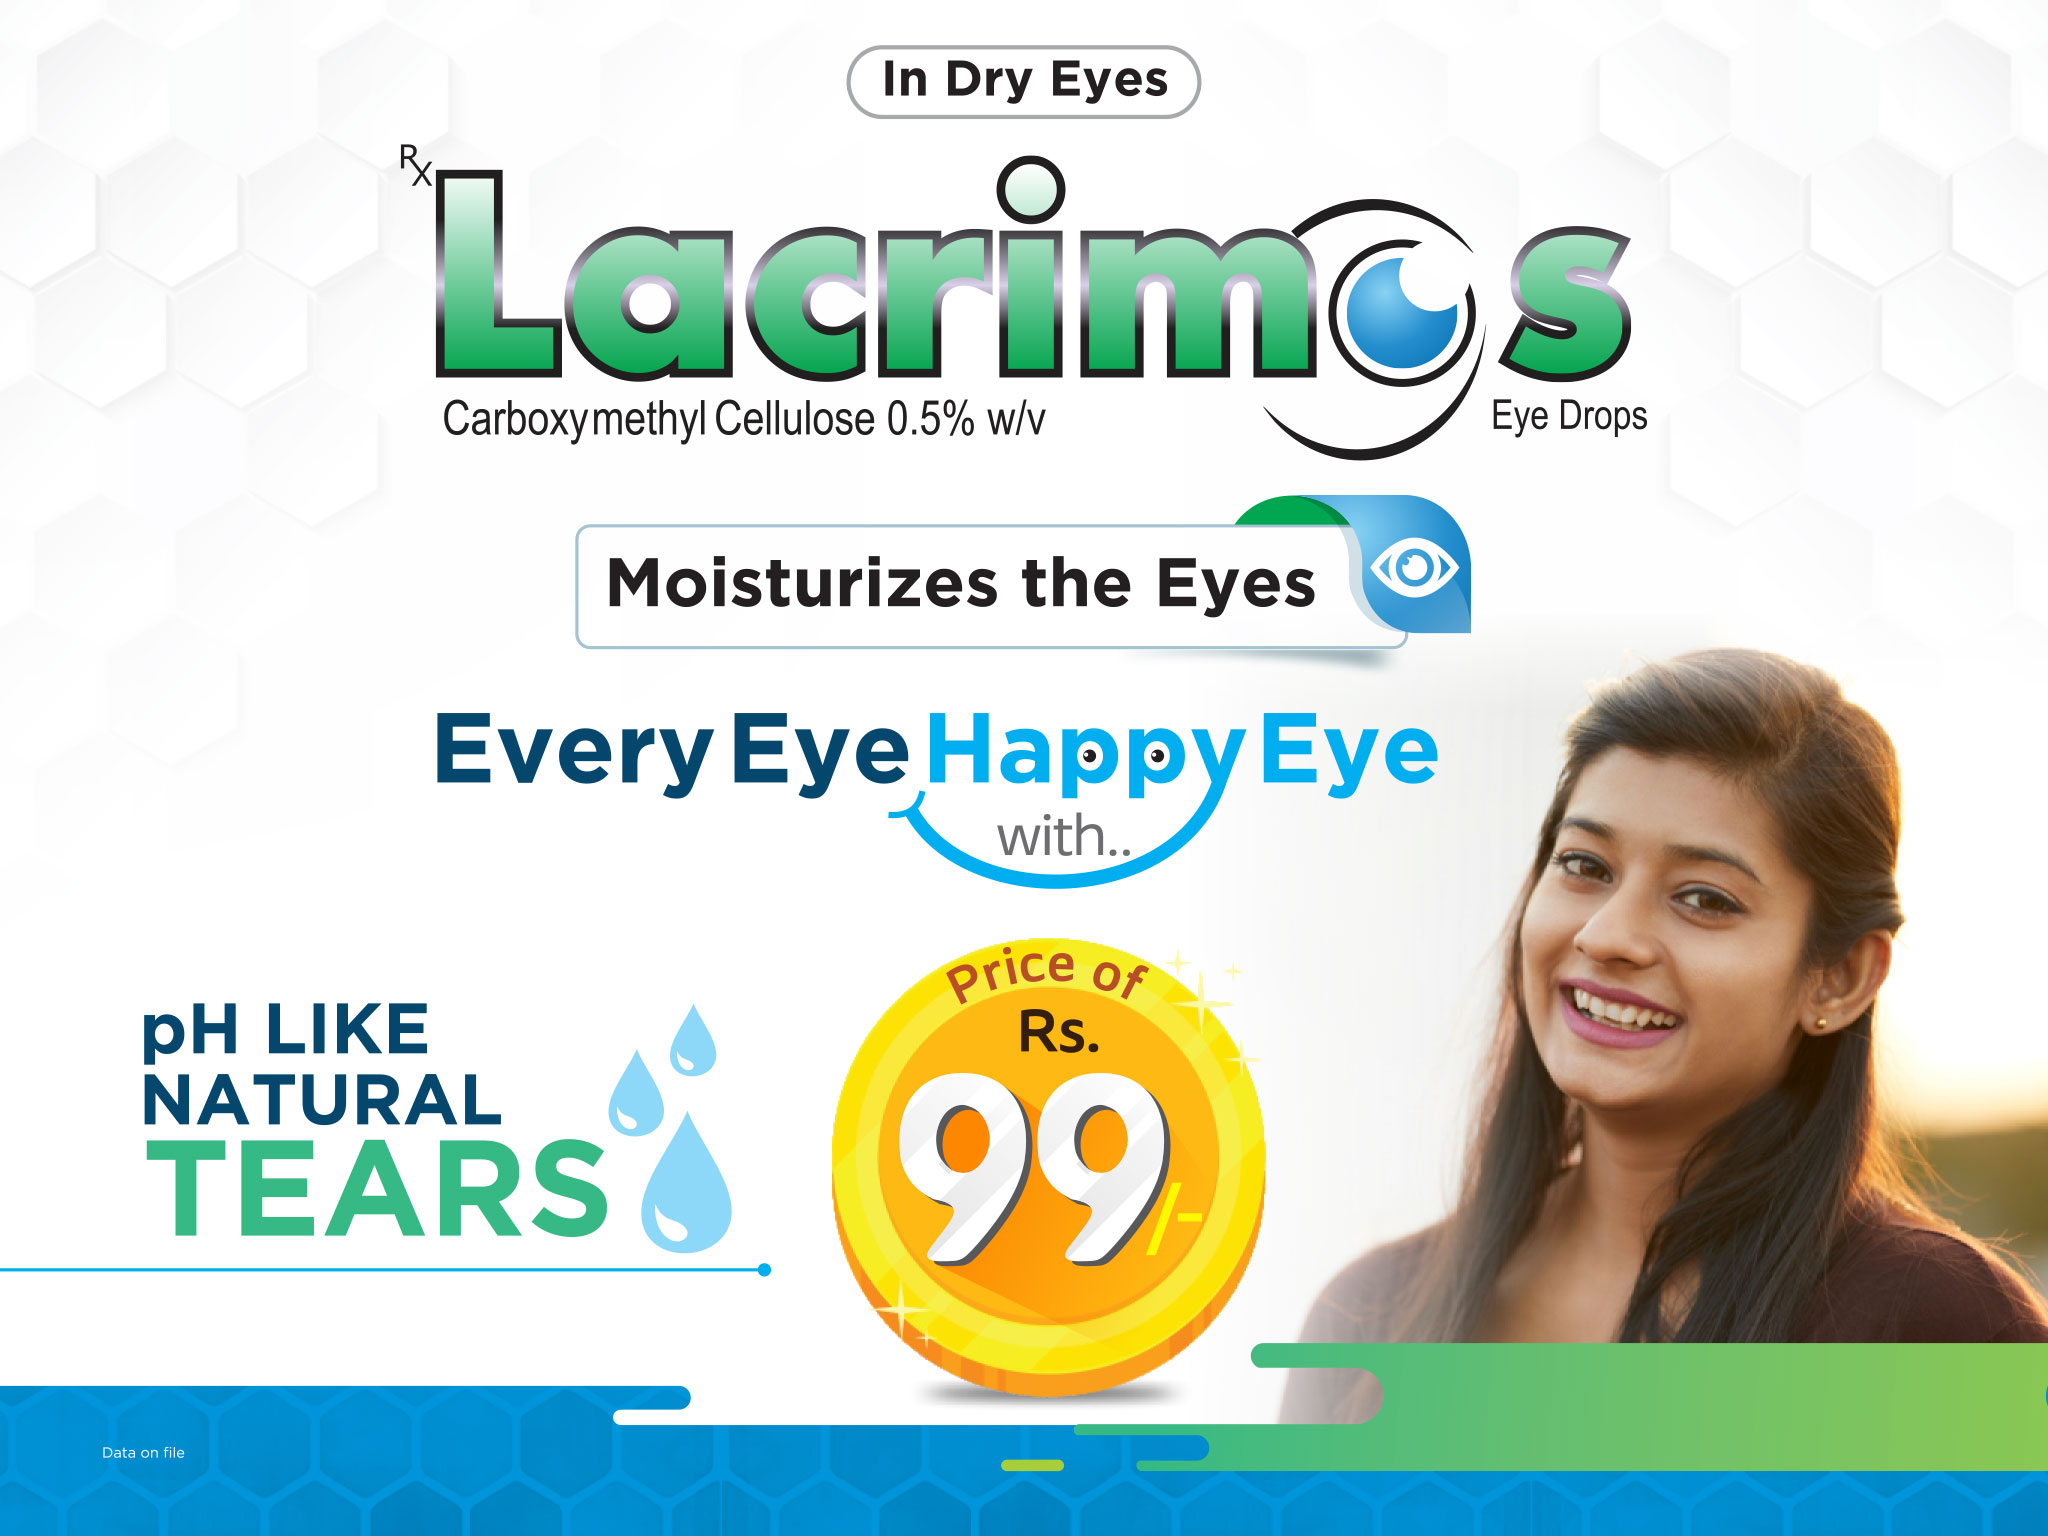 In Dry Eyes
Rx
Lacrimos
Carboxymethyl Cellulose 0.5% w/v
Eye Drops
Moisturizes the Eyes
Every Eye Happy Eye
with..
pH LIKE
NATURAL
TEARS
Price of
Rs.
99/-
Data on file